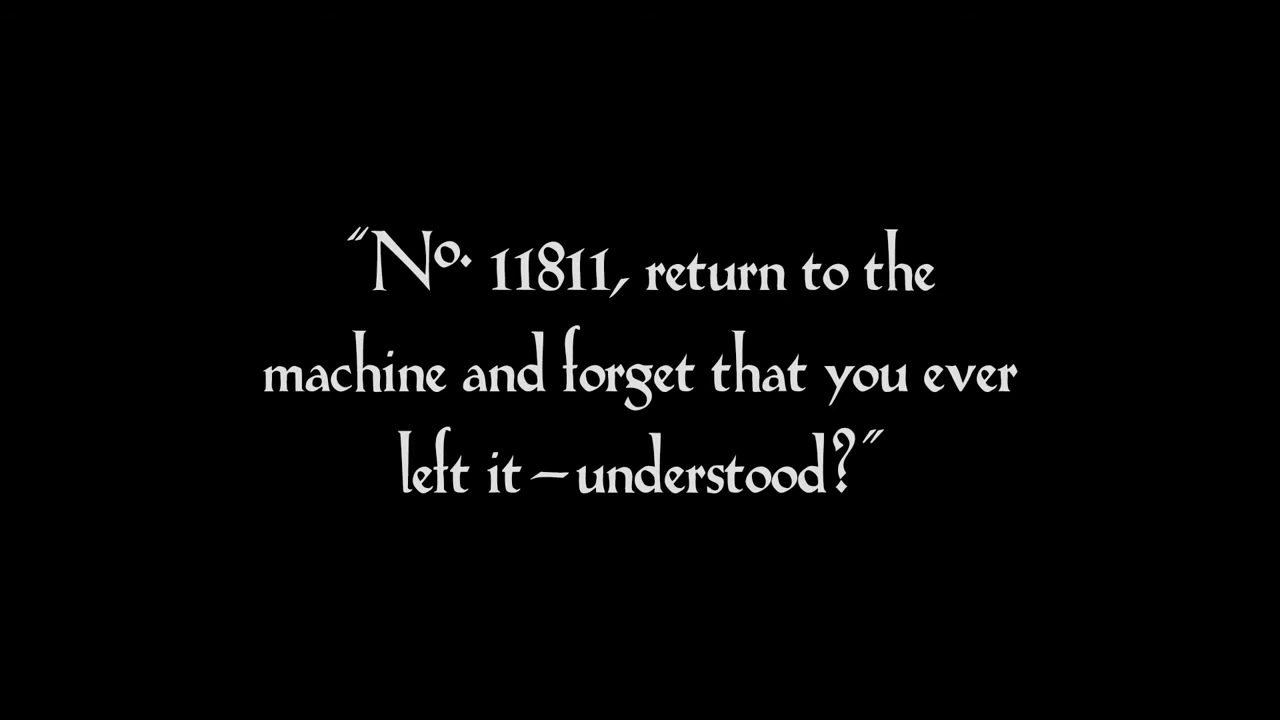 "No. 11811, return to the
machine and forget that you ever
left it—understood?"